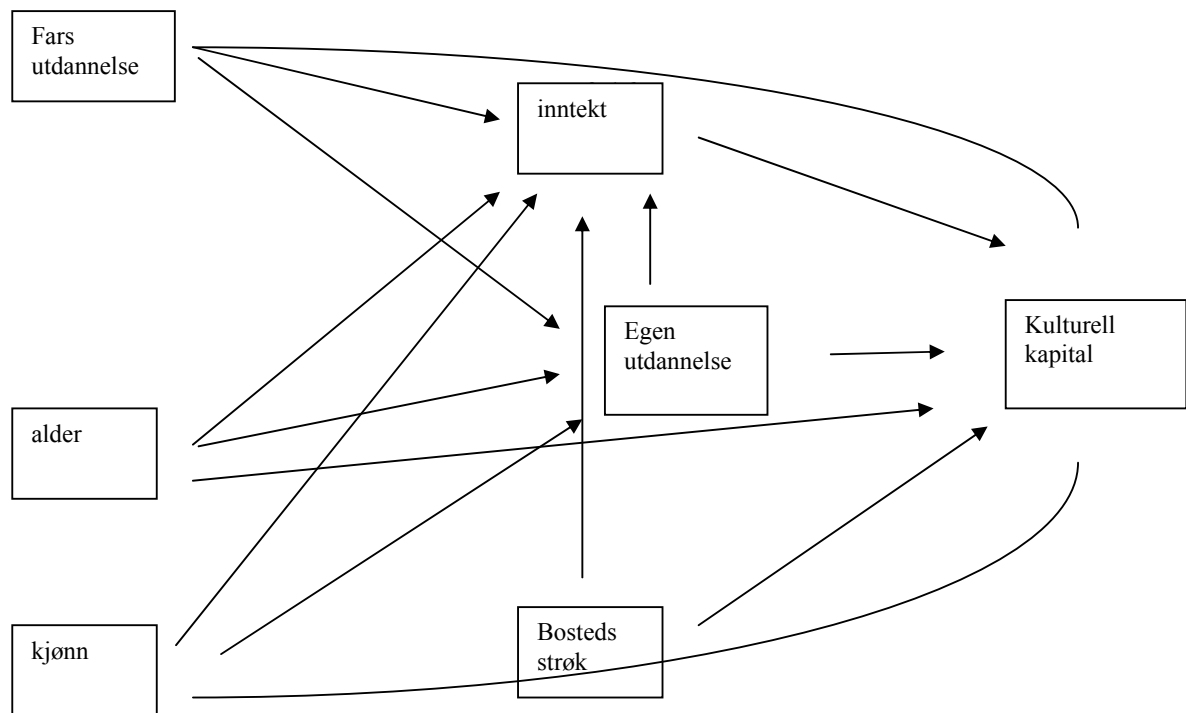 Fars
utdannelse
inntekt
Egen
utdannelse
Kulturell
kapital
alder
kjønn
Bosteds
strøk